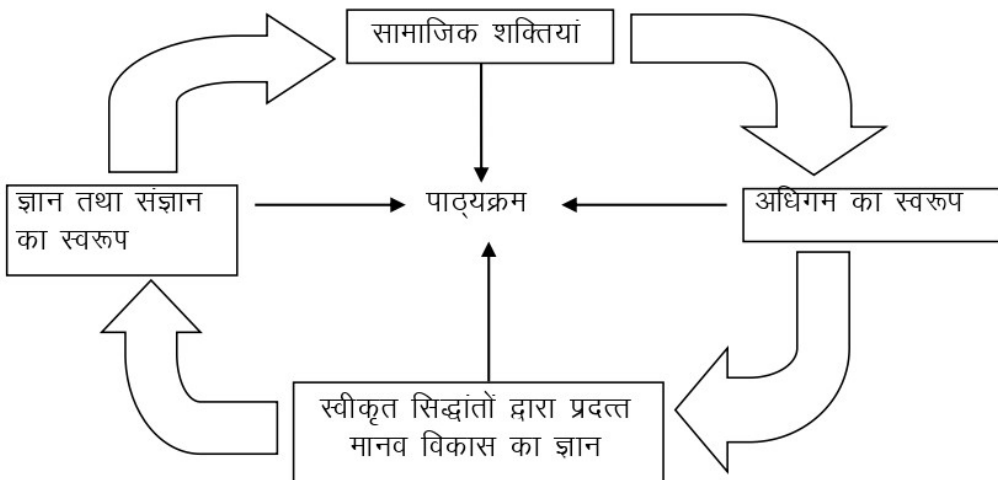 सामाजिक शक्तियां
ज्ञान तथा संज्ञान
का स्वरूप
पाठ्यक्रम
अधिगम का स्वरूप
स्वीकृत सिद्धांतों द्वारा प्रदत्त
मानव विकास का ज्ञान